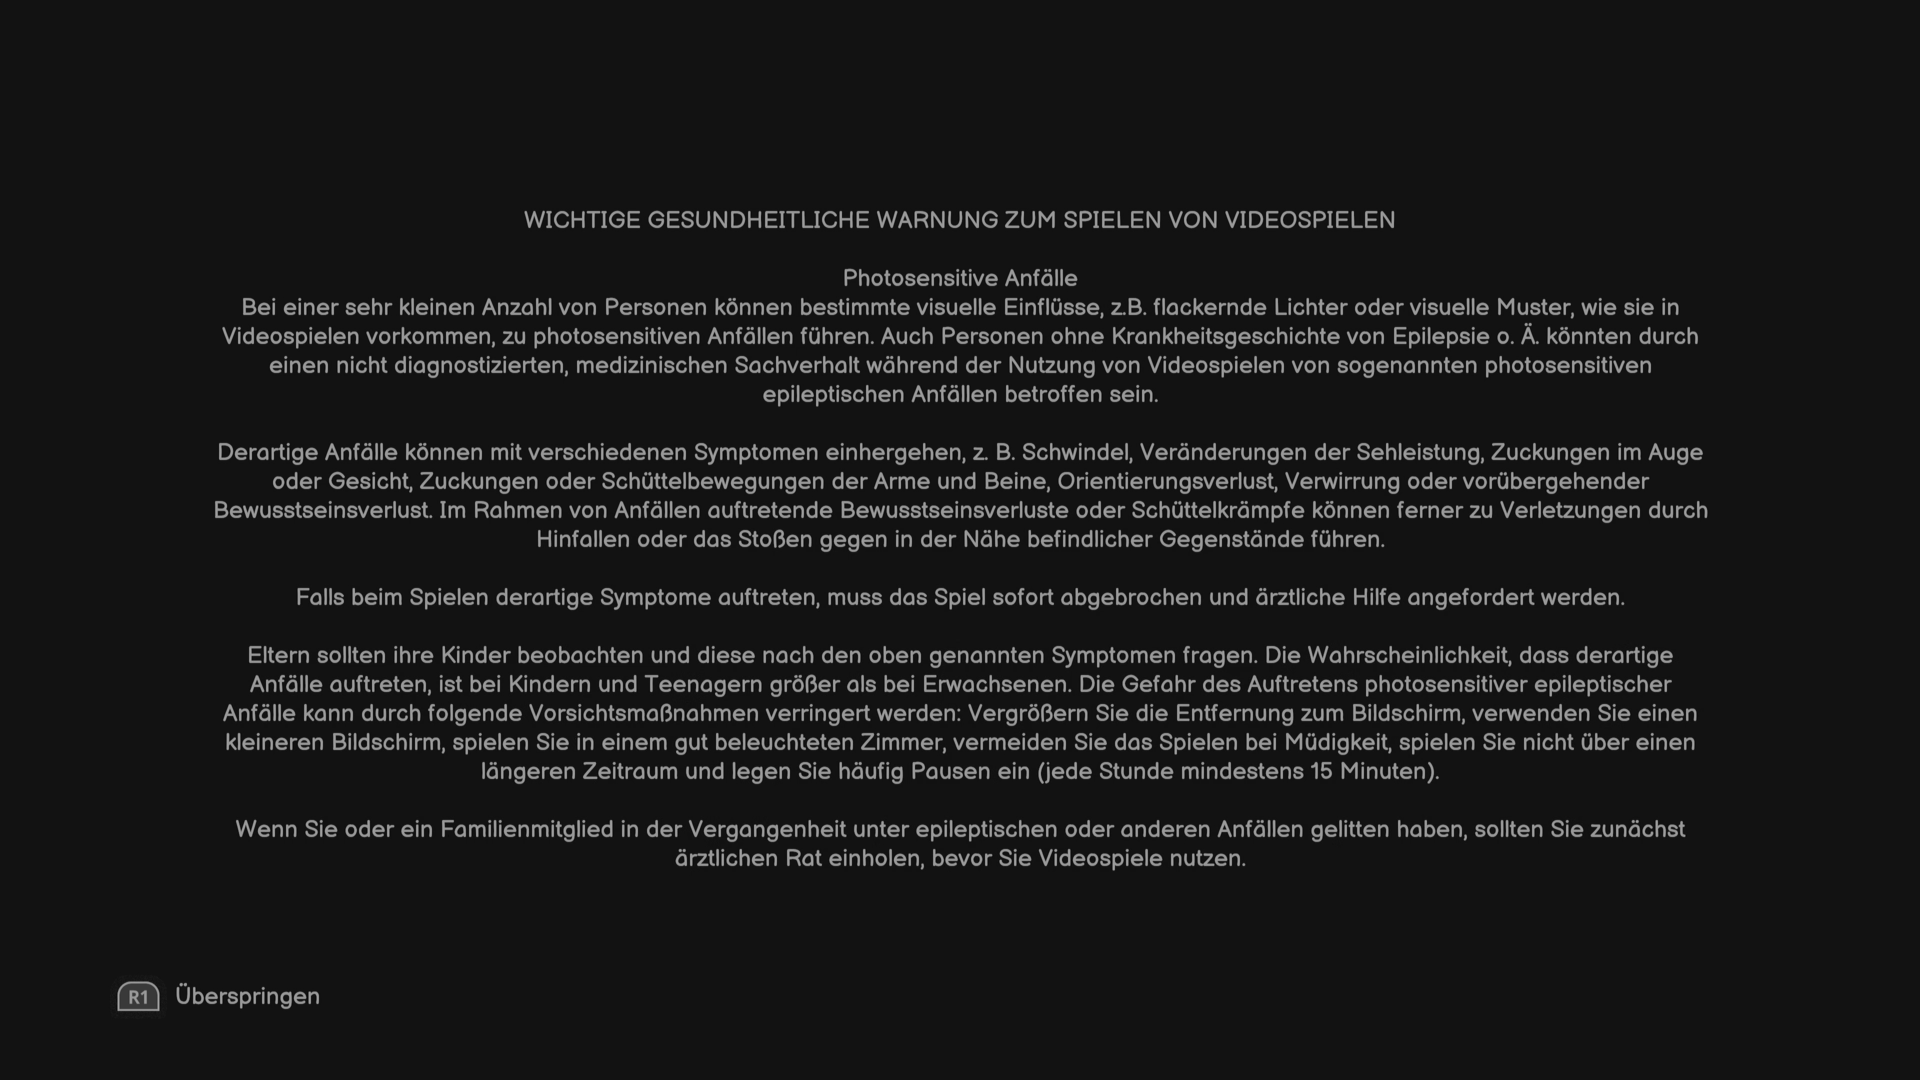 WICHTIGE GESUNDHEITLICHE WARNUNG ZUM SPIELEN VON VIDEOSPIELEN
Photosensitive Anfälle
Bei einer sehr kleinen Anzahl von Personen können bestimmte visuelle Einflüsse, z.B. flackernde Lichter oder visuelle Muster, wie sie in
Videospielen vorkommen, zu photosensitiven Anfällen führen. Auch Personen ohne Krankheitsgeschichte von Epilepsie o. Ä. könnten durch
einen nicht diagnostizierten, medizinischen Sachverhalt während der Nutzung von Videospielen von sogenannten photosensitiven
epileptischen Anfällen betroffen sein.
Derartige Anfälle können mit verschiedenen Symptomen einhergehen, z. B. Schwindel, Veränderungen der Sehleistung, Zuckungen im Auge
oder Gesicht, Zuckungen oder Schüttelbewegungen der Arme und Beine, Orientierungsverlust, Verwirrung oder vorübergehender
Bewusstseinsverlust. Im Rahmen von Anfällen auftretende Bewusstseinsverluste oder Schüttelkrämpfe können ferner zu Verletzungen durch
Hinfallen oder das Stoßen gegen in der Nähe befindlicher Gegenstände führen.
Falls beim Spielen derartige Symptome auftreten, muss das Spiel sofort abgebrochen und ärztliche Hilfe angefordert werden.
Eltern sollten ihre Kinder beobachten und diese nach den oben genannten Symptomen fragen. Die Wahrscheinlichkeit, dass derartige
Anfälle auftreten, ist bei Kindern und Teenagern größer als bei Erwachsenen. Die Gefahr des Auftretens photosensitiver epileptischer
Anfälle kann durch folgende Vorsichtsmaßnahmen verringert werden: Vergrößern Sie die Entfernung zum Bildschirm, verwenden Sie einen
kleineren Bildschirm, spielen Sie in einem gut beleuchteten Zimmer, vermeiden Sie das Spielen bei Müdigkeit, spielen Sie nicht über einen
längeren Zeitraum und legen Sie häufig Pausen ein (jede Stunde mindestens 15 Minuten).
Wenn Sie oder ein Familienmitglied in der Vergangenheit unter epileptischen oder anderen Anfällen gelitten haben, sollten Sie zunächst
ärztlichen Rat einholen, bevor Sie Videospiele nutzen.
R1 Überspringen